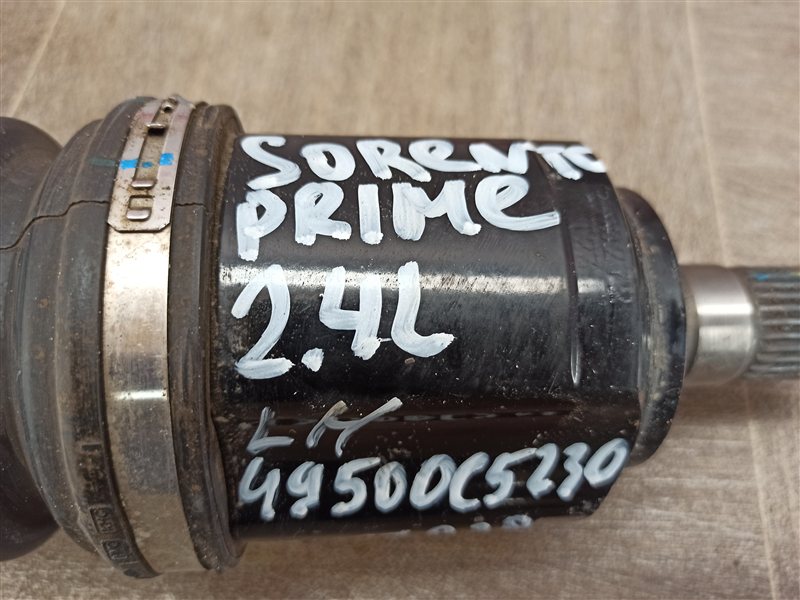 SORENTO
PRIME
2.4L
LH
49500C5230